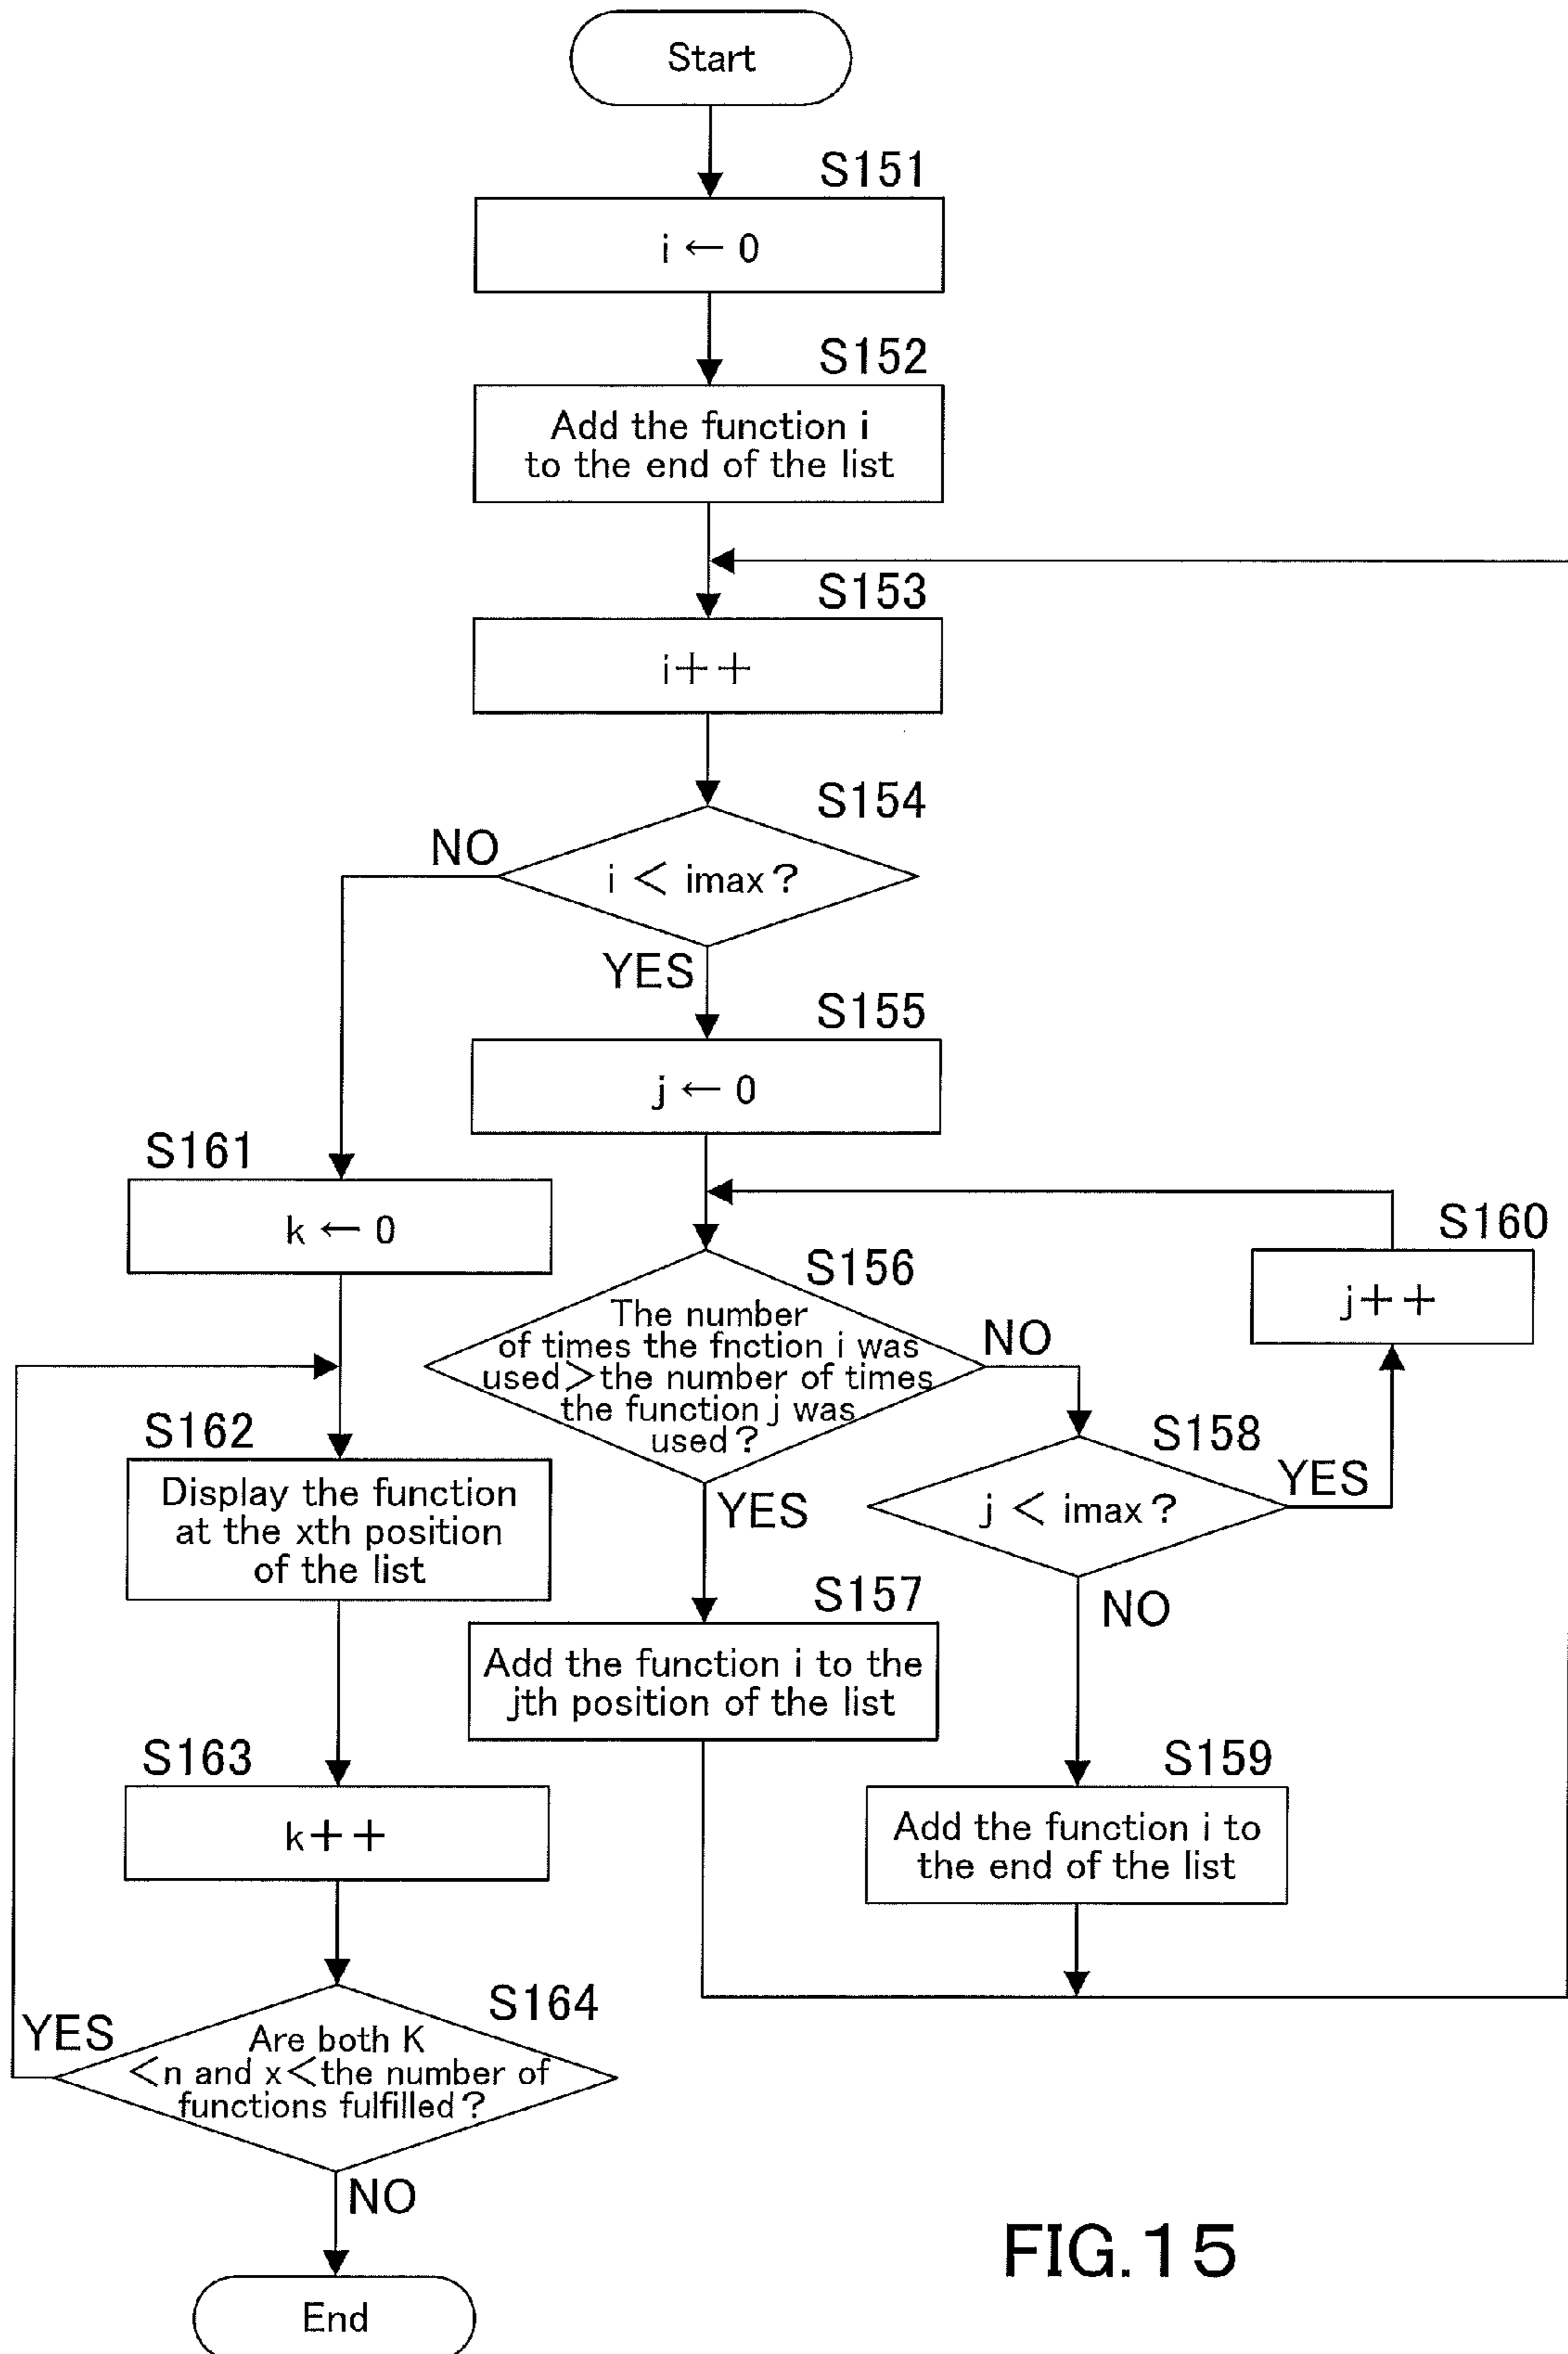 Start
S151
i ← 0
S152
Add the function i
to the end of the list
S153
i++
S154
i < imax?
NO
YES
S155
j ← 0
S161
k ← 0
S160
j++
S156
The number
of times the fnction i was
used>the number of times
the function j was
used?
NO
YES
S158
j < imax?
YES
NO
S162
Display the function
at the xth position
of the list
S157
Add the function i to the
jth position of the list
S163
k++
S159
Add the function i to
the end of the list
S164
Are both K
<n and x<the number of
functions fulfilled?
YES
NO
End
FIG.15